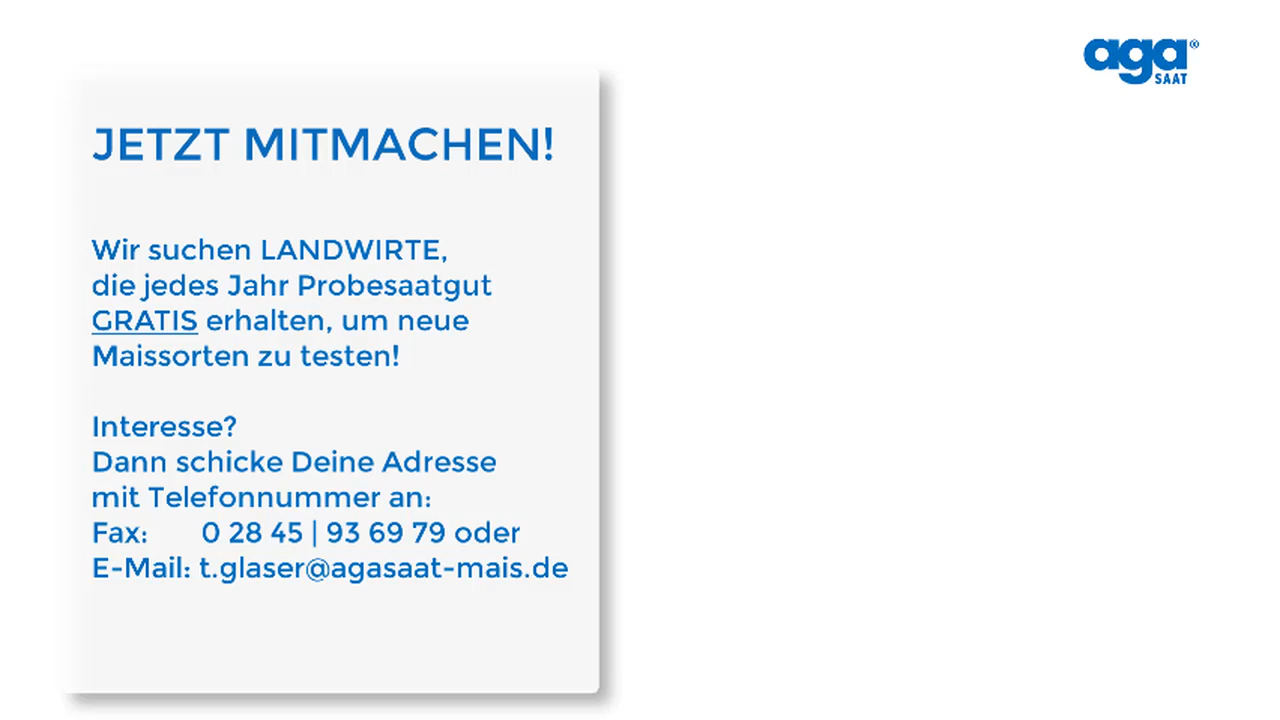 aga®
SAAT
JETZT MITMACHEN!
Wir suchen LANDWIRTE,
die jedes Jahr Probesaatgut
GRATIS erhalten, um neue
Maissorten zu testen!
Interesse?
Dann schicke Deine Adresse
mit Telefonnummer an:
Fax: 0 28 45 | 93 69 79 oder
E-Mail: t.glaser@agasaat-mais.de